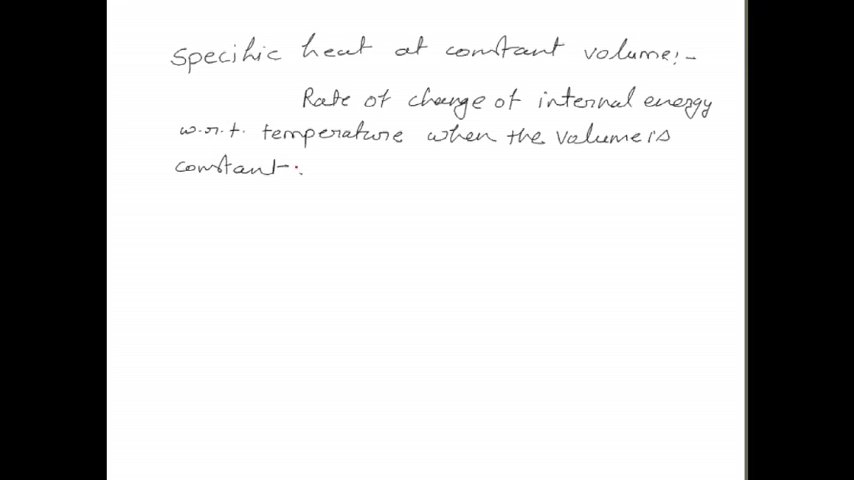 Specific heat at constant volume:-
Rate of change of internal energy
w.r.t. temperature when the volume is
constant.